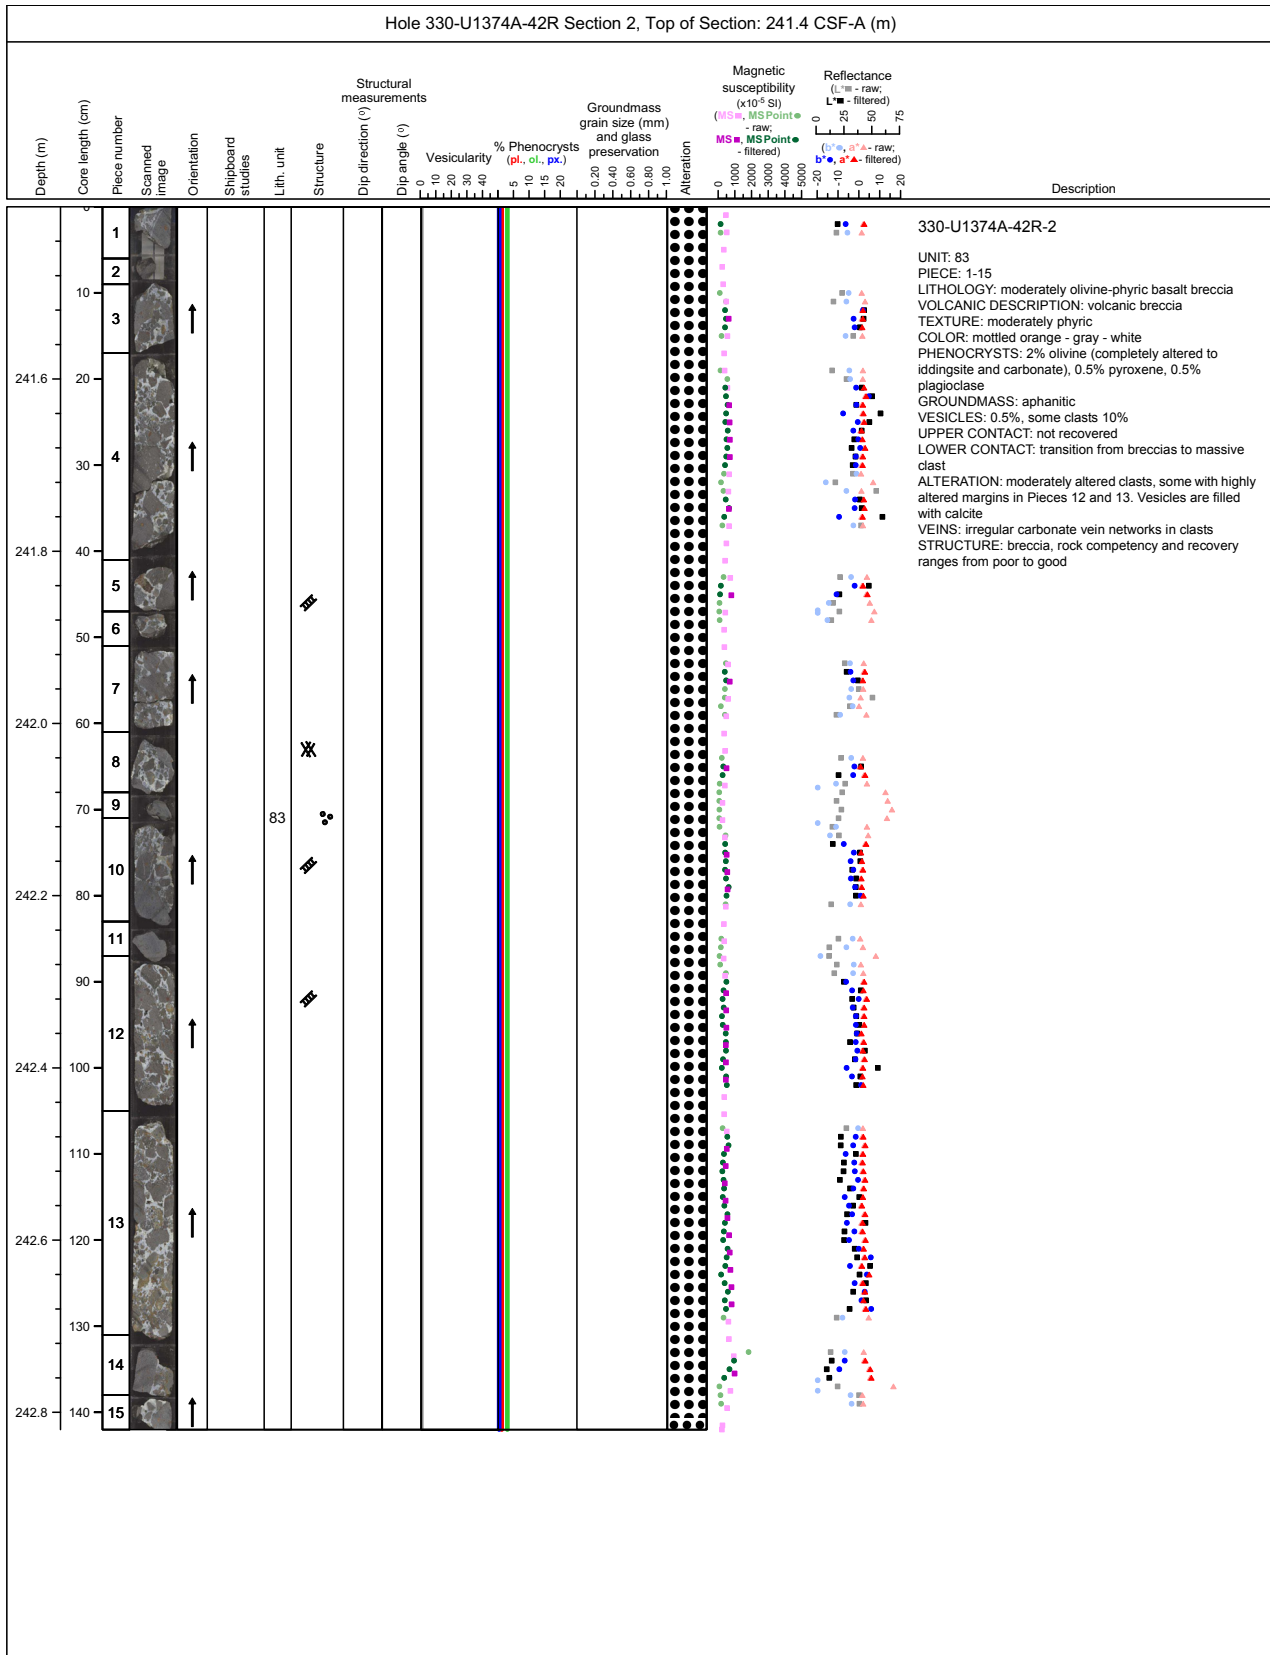 Hole 330-U1374A-42R Section 2, Top of Section: 241.4 CSF-A (m)
Depth (m)
Core length (cm)
Piece number
Scanned
image
Orientation
Shipboard
studies
Lith. unit
Structure
Structural
measurements
Dip direction (°)
Dip angle (°)
Vesicularity
0 10 20 30 40
% Phenocrysts
(pl., ol., px.)
5 10 15 20
Groundmass
grain size (mm)
and glass
preservation
0.20 0.40 0.60 0.80 1.00
Alteration
Magnetic
susceptibility
(x10-5 SI)
(MS■, MSPoint●
- raw;
MS■, MSPoint●
- filtered)
0 1000 2000 3000 4000 5000
Reflectance
(L*■ - raw;
L*■ - filtered)
0 25 50 75
(b*●, a*▲- raw;
b*●, a*▲- filtered)
-20 -10 0 10 20
Description
0
1
2
10
3
241.6
20
4
30
241.8
40
5
6
50
7
242.0
60
8
9
70
83
10
242.2
80
11
90
12
242.4
100
110
13
242.6
120
130
14
15
242.8
140
330-U1374A-42R-2
UNIT: 83
PIECE: 1-15
LITHOLOGY: moderately olivine-phyric basalt breccia
VOLCANIC DESCRIPTION: volcanic breccia
TEXTURE: moderately phyric
COLOR: mottled orange - gray - white
PHENOCRYSTS: 2% olivine (completely altered to
iddingsite and carbonate), 0.5% pyroxene, 0.5%
plagioclase
GROUNDMASS: aphanitic
VESICLES: 0.5%, some clasts 10%
UPPER CONTACT: not recovered
LOWER CONTACT: transition from breccias to massive
clast
ALTERATION: moderately altered clasts, some with highly
altered margins in Pieces 12 and 13. Vesicles are filled
with calcite
VEINS: irregular carbonate vein networks in clasts
STRUCTURE: breccia, rock competency and recovery
ranges from poor to good